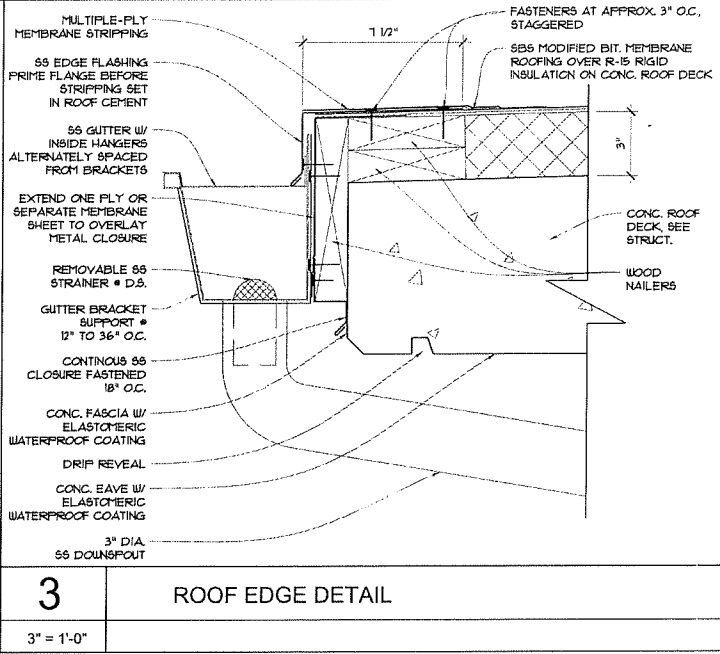 MULTIPLE-PLY
MEMBRANE STRIPPING
SS EDGE FLASHING
PRIME FLANGE BEFORE
STRIPPING SET
IN ROOF CEMENT
SS GUTTER W/
INSIDE HANGERS
ALTERNATELY SPACED
FROM BRACKETS
EXTEND ONE PLY OR
SEPARATE MEMBRANE
SHEET TO OVERLAY
METAL CLOSURE
REMOVABLE SS
STRAINER @ D.S.
GUTTER BRACKET
SUPPORT @
12" TO 36" O.C.
CONTINOUS SS
CLOSURE FASTENED
18" O.C.
CONC. FASCIA W/
ELASTOMERIC
WATERPROOF COATING
DRIP REVEAL
CONC. EAVE W/
ELASTOMERIC
WATERPROOF COATING
3" DIA.
SS DOWNSPOUT
7 1/2"
FASTENERS AT APPROX. 3" O.C.,
STAGGERED
SBS MODIFIED BIT. MEMBRANE
ROOFING OVER R-15 RIGID
INSULATION ON CONC. ROOF DECK
3"
CONC. ROOF
DECK, SEE
STRUCT.
WOOD
NAILERS
3
ROOF EDGE DETAIL
3" = 1'-0"